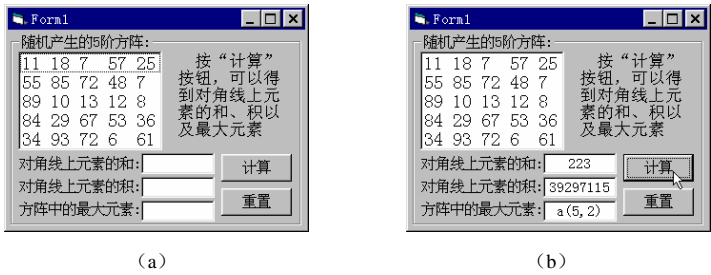 Form1
随机产生的5阶方阵:
11 18 7 57 25
55 85 72 48 7
89 10 13 12 8
84 29 67 53 36
34 93 72 6 61
按“计算”
按钮，可以得
到对角线上元
素的和、积以
及最大元素
对角线上元素的和:
计算
对角线上元素的积:
重置
方阵中的最大元素:
(a)
Form1
随机产生的5阶方阵:
11 18 7 57 25
55 85 72 48 7
89 10 13 12 8
84 29 67 53 36
34 93 72 6 61
按“计算”
按钮，可以得
到对角线上元
素的和、积以
及最大元素
对角线上元素的和: 223
计算
对角线上元素的积: 39297115
重置
方阵中的最大元素: a(5,2)
(b)